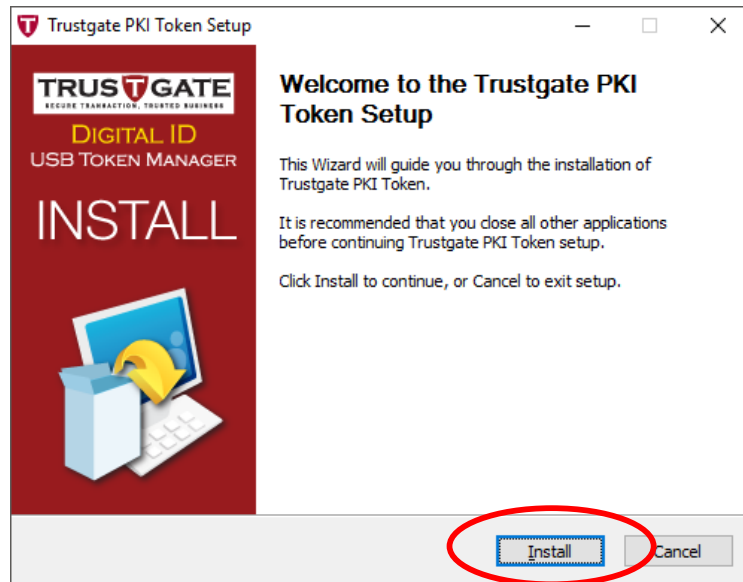 Trustgate PKI Token Setup
TRUSTGATE
SECURE TRANSACTION, TRUSTED BUSINESS
DIGITAL ID
USB TOKEN MANAGER
INSTALL
Welcome to the Trustgate PKI
Token Setup
This Wizard will guide you through the installation of
Trustgate PKI Token.
It is recommended that you close all other applications
before continuing Trustgate PKI Token setup.
Click Install to continue, or Cancel to exit setup.
Install
Cancel